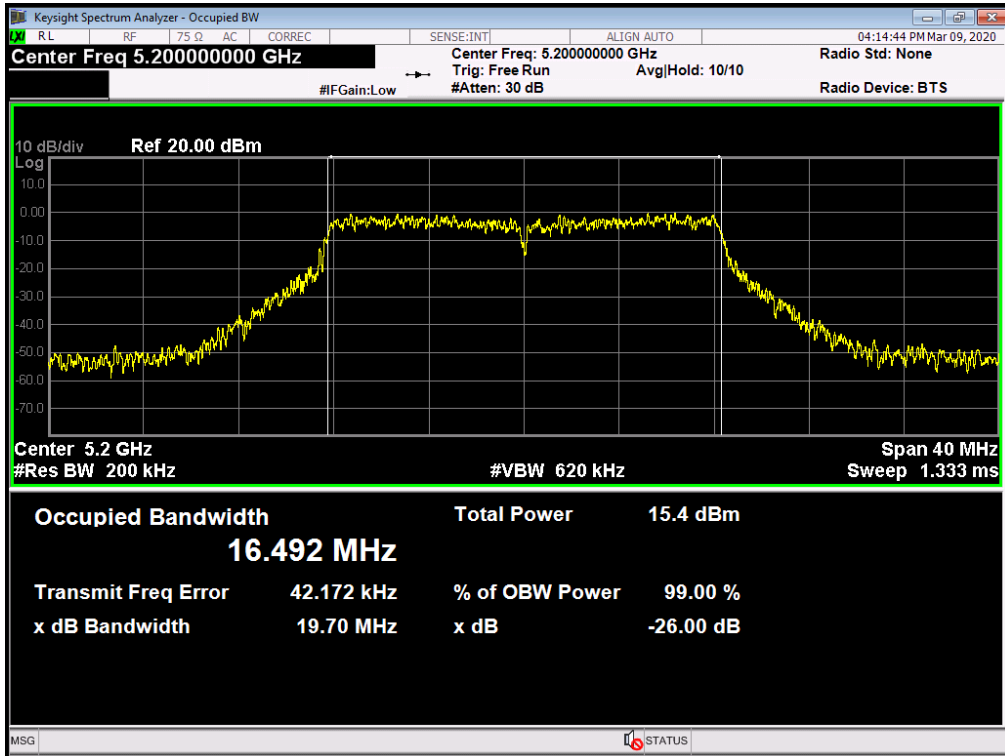 Keysight Spectrum Analyzer - Occupied BW
LXI RL RF 75 Ω AC CORREC SENSE:INT ALIGN AUTO 04:14:44 PM Mar 09, 2020
Center Freq 5.200000000 GHz Center Freq: 5.200000000 GHz Radio Std: None
Trig: Free Run Avg|Hold: 10/10
#IFGain:Low #Atten: 30 dB Radio Device: BTS
10 dB/div Ref 20.00 dBm
Log
10.0
0.00
-10.0
-20.0
-30.0
-40.0
-50.0
-60.0
-70.0
Center 5.2 GHz Span 40 MHz
#Res BW 200 kHz #VBW 620 kHz Sweep 1.333 ms
Occupied Bandwidth Total Power 15.4 dBm
16.492 MHz
Transmit Freq Error 42.172 kHz % of OBW Power 99.00 %
x dB Bandwidth 19.70 MHz x dB -26.00 dB
MSG STATUS